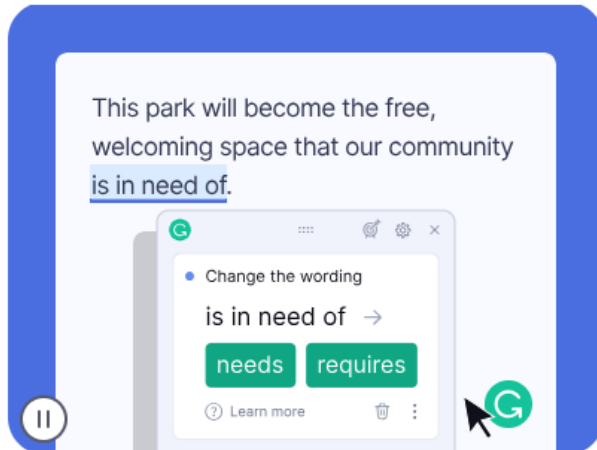 This park will become the free,
welcoming space that our community
is in need of.
Change the wording
is in need of →
needs requires
Learn more